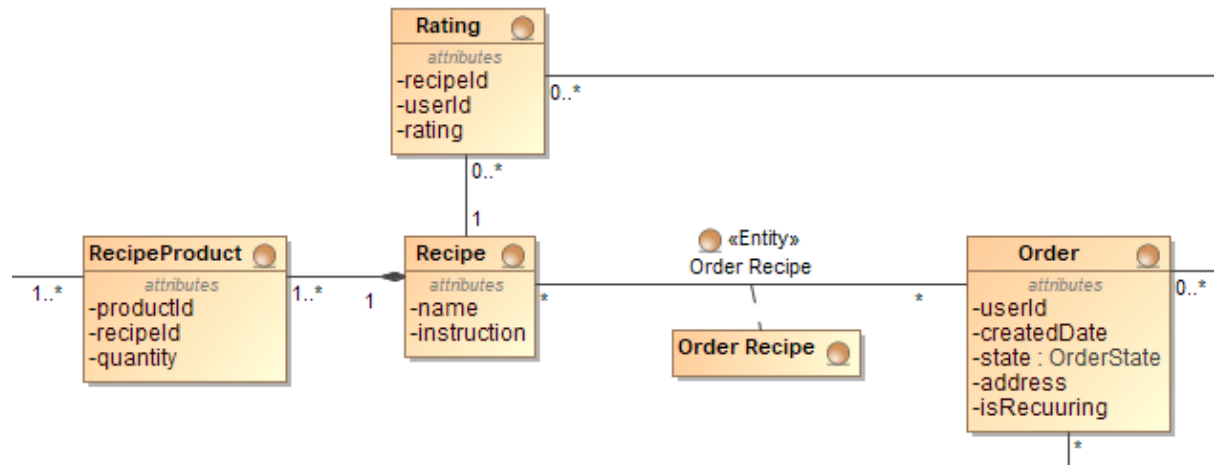 Rating
attributes
-recipeId
-userId
-rating
0..*
0..*
1
RecipeProduct
attributes
-productId
-recipeId
-quantity
1..*
1..*
1
Recipe
attributes
-name
-instruction
*
«Entity»
Order Recipe
Order Recipe
*
Order
attributes
-userId
-createdDate
-state : OrderState
-address
-isRecuuring
0..*
*